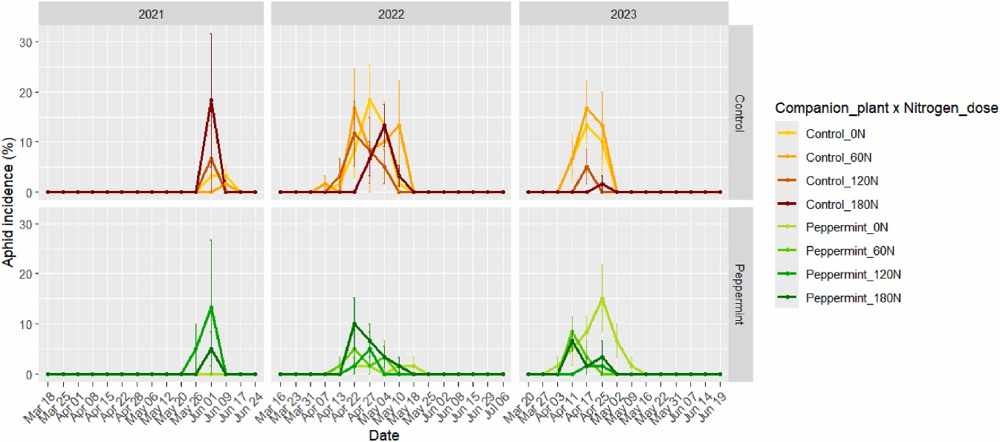 2021 2022 2023
Aphid incidence (%)
30
20
10
0
Control
30
20
10
0
Peppermint
Mar 18 Mar 25 Apr 01 Apr 08 Apr 15 Apr 22 Apr 28 May 06 May 12 May 20 May 26 Jun 01 Jun 09 Jun 17 Jun 24
Mar 16 Mar 23 Mar 31 Apr 07 Apr 13 Apr 22 Apr 27 May 04 May 10 May 18 May 25 Jun 02 Jun 08 Jun 15 Jun 29 Jul 06
Mar 20 Mar 27 Apr 03 Apr 11 Apr 17 Apr 25 May 02 May 09 May 16 May 22 May 31 Jun 07 Jun 14 Jun 19
Date
Companion_plant x Nitrogen_dose
Control_0N
Control_60N
Control_120N
Control_180N
Peppermint_0N
Peppermint_60N
Peppermint_120N
Peppermint_180N